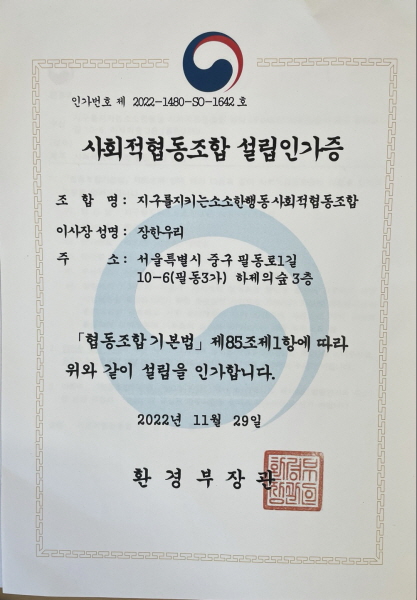 인가번호 제 2022-1480-SO-1642 호
사회적협동조합 설립인가증
조 합 명 : 지구를지키는소소한행동사회적협동조합
이사장 성명 : 장한우리
주 소 : 서울특별시 중구 필동로1길
10-6(필동3가) 하제의숲 3층
「협동조합 기본법」제85조제1항에 따라
위와 같이 설립을 인가합니다.
2022년 11월 29일
환경부장관